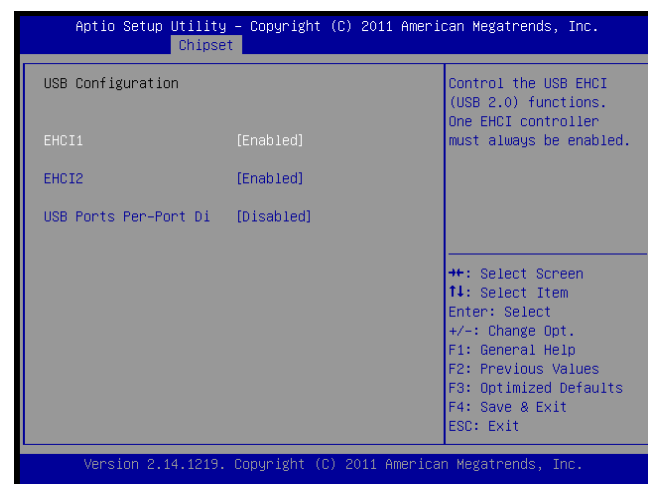 Aptio Setup Utility – Copyright (C) 2011 American Megatrends, Inc.
Chipset
USB Configuration
EHCI1 [Enabled]
EHCI2 [Enabled]
USB Ports Per-Port Di [Disabled]
Control the USB EHCI
(USB 2.0) functions.
One EHCI controller
must always be enabled.
→←: Select Screen
↑↓: Select Item
Enter: Select
+/-: Change Opt.
F1: General Help
F2: Previous Values
F3: Optimized Defaults
F4: Save & Exit
ESC: Exit
Version 2.14.1219. Copyright (C) 2011 American Megatrends, Inc.